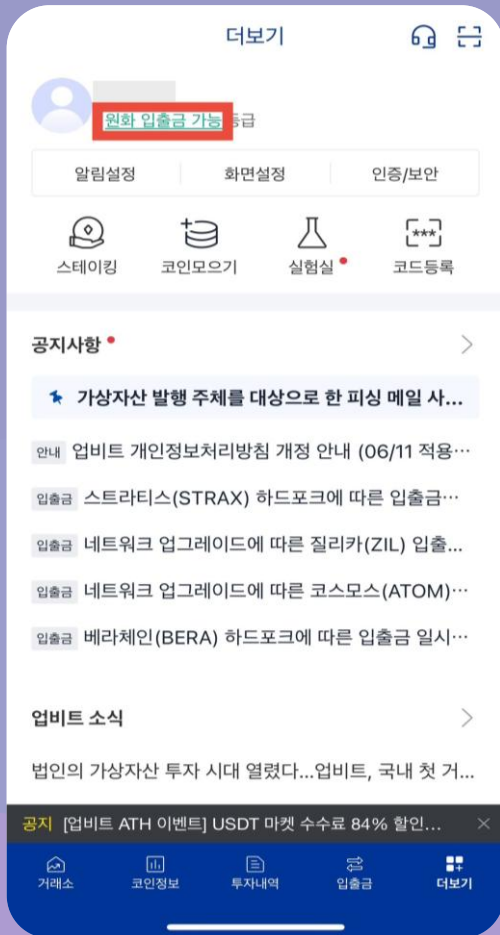 더보기
원화 입출금 가능 등급
알림설정 화면설정 인증/보안
스테이킹 코인모으기 실험실 코드등록
공지사항
가상자산 발행 주체를 대상으로 한 피싱 메일 사...
안내 업비트 개인정보처리방침 개정 안내 (06/11 적용…
입출금 스트라티스(STRAX) 하드포크에 따른 입출금…
입출금 네트워크 업그레이드에 따른 질리카(ZIL) 입출...
입출금 네트워크 업그레이드에 따른 코스모스(ATOM)…
입출금 베라체인(BERA) 하드포크에 따른 입출금 일시…
업비트 소식
법인의 가상자산 투자 시대 열렸다...업비트, 국내 첫 거...
공지 [업비트 ATH 이벤트] USDT 마켓 수수료 84% 할인...
거래소 코인정보 투자내역 입출금 더보기